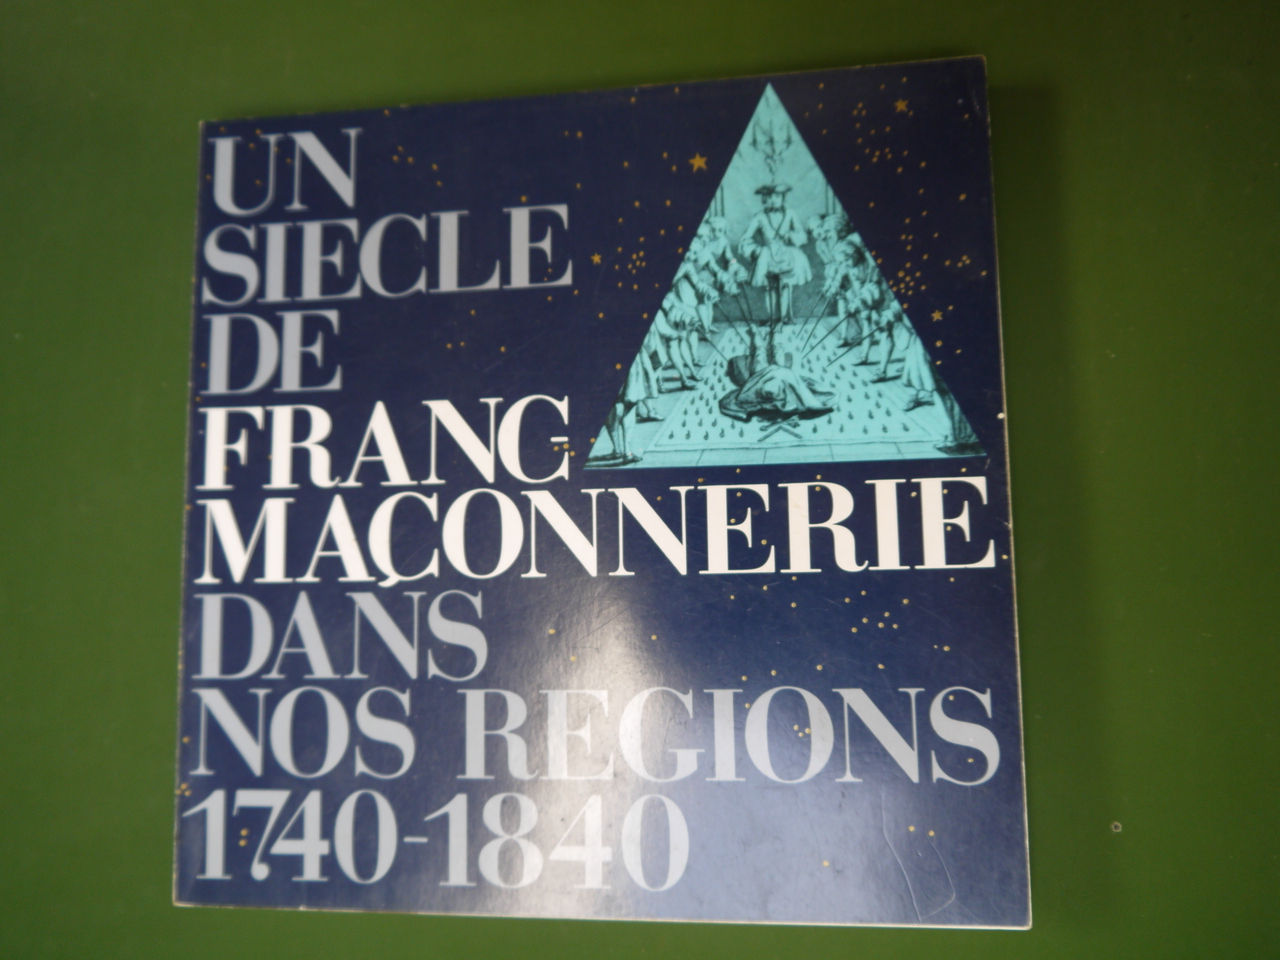 UN
SIECLE
DE
FRANC-
MAÇONNERIE
DANS
NOS REGIONS
1740-1840